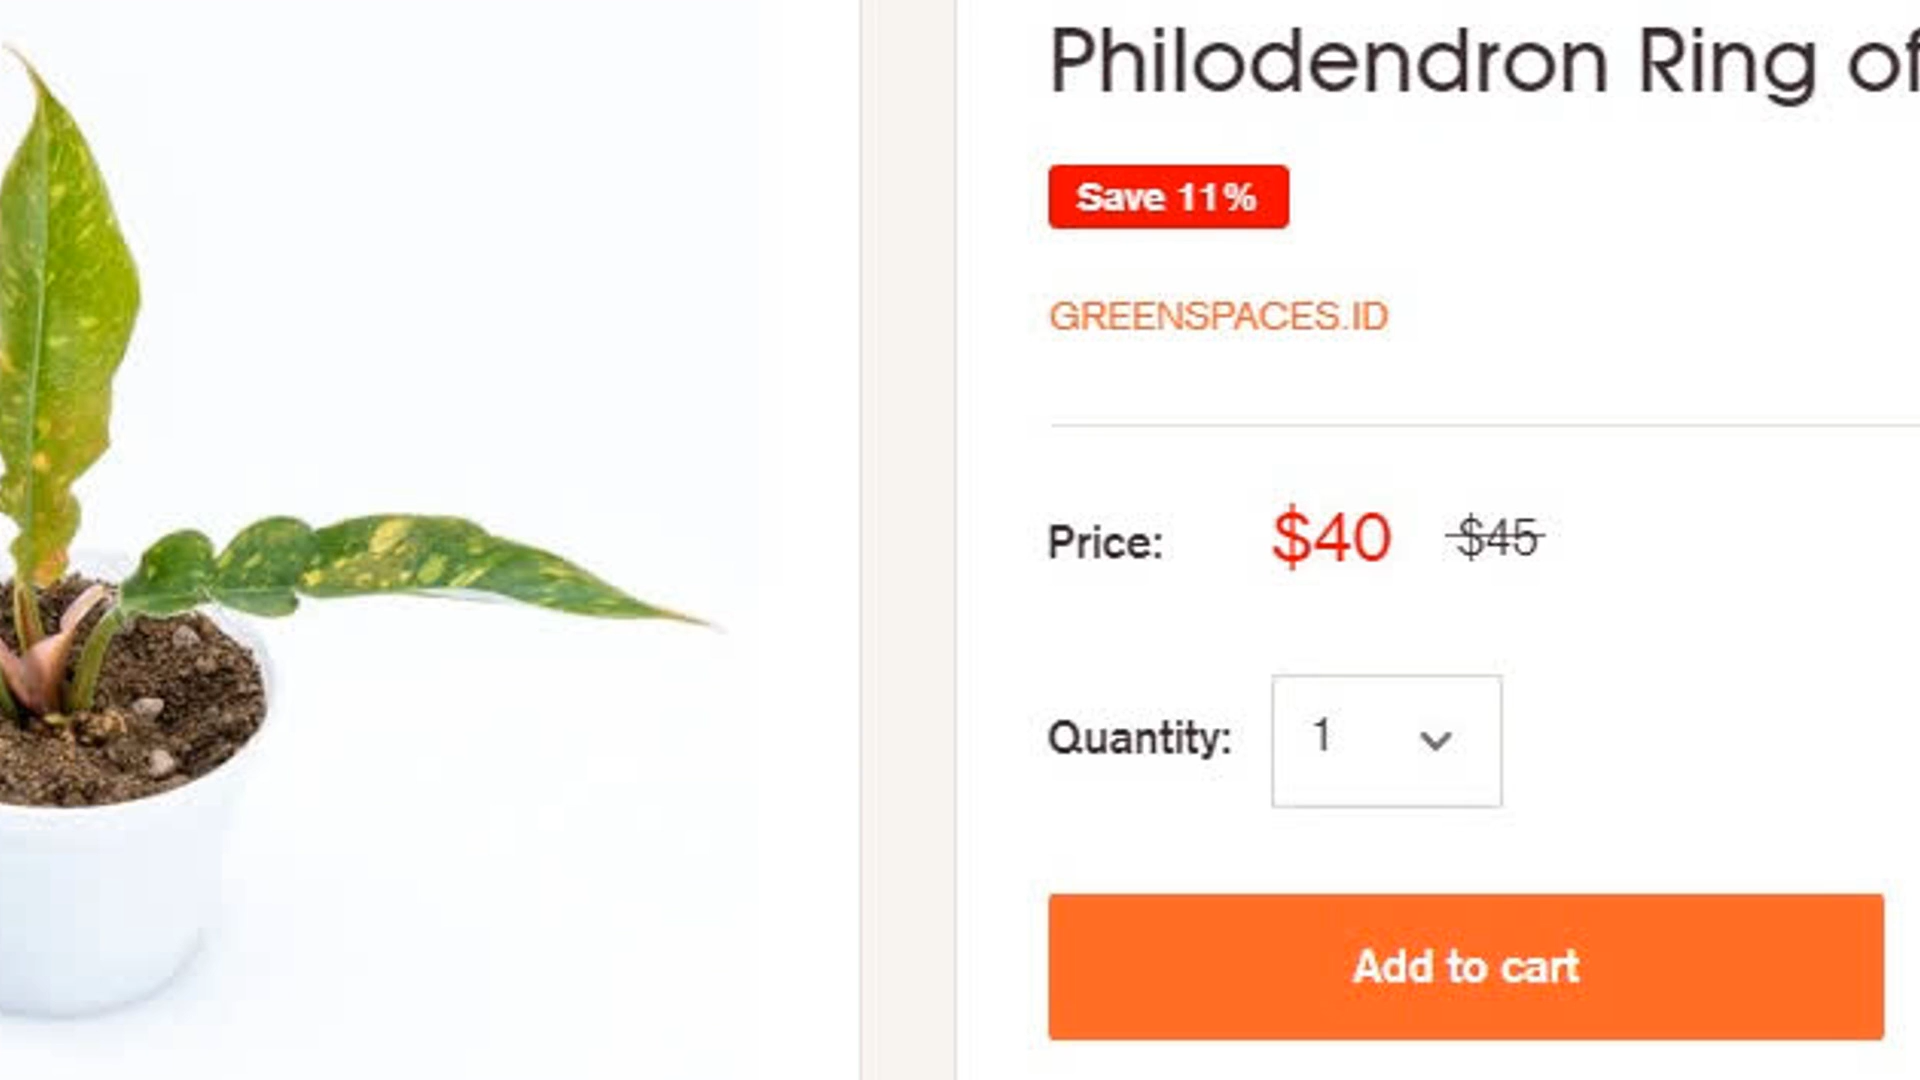 Philodendron Ring of
Save 11%
GREENSPACES.ID
Price: $40 $45
Quantity: 1
Add to cart